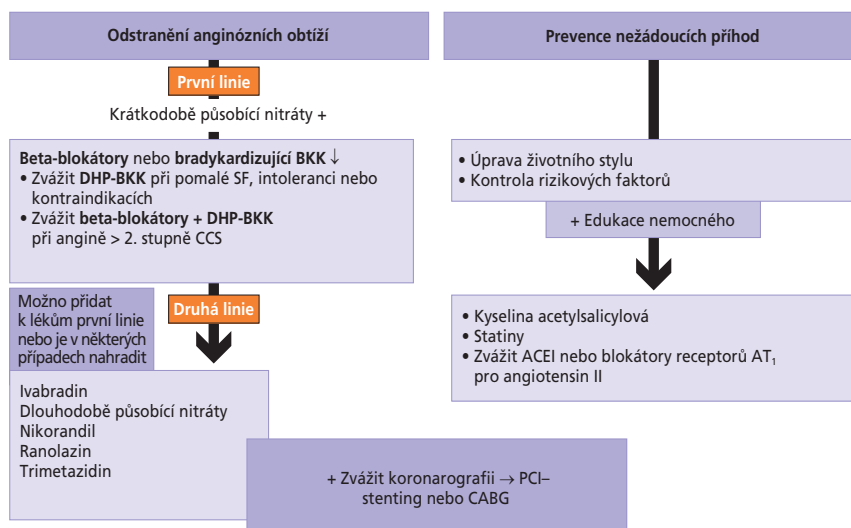 Odstranění anginózních obtíží
První linie
Krátkodobě působící nitráty +
Beta-blokátory nebo bradykardizující BKK ↓
• Zvážit DHP-BKK při pomalé SF, intoleranci nebo
kontraindikacích
• Zvážit beta-blokátory + DHP-BKK
při angině > 2. stupně CCS
Možno přidat
k lékům první linie
nebo je v některých
případech nahradit
Druhá linie
Ivabradin
Dlouhodobě působící nitráty
Nikorandil
Ranolazin
Trimetazidin
+ Zvážit koronarografii → PCI–
stenting nebo CABG
Prevence nežádoucích příhod
• Úprava životního stylu
• Kontrola rizikových faktorů
+ Edukace nemocného
• Kyselina acetylsalicylová
• Statiny
• Zvážit ACEI nebo blokátory receptorů AT₁
pro angiotensin II